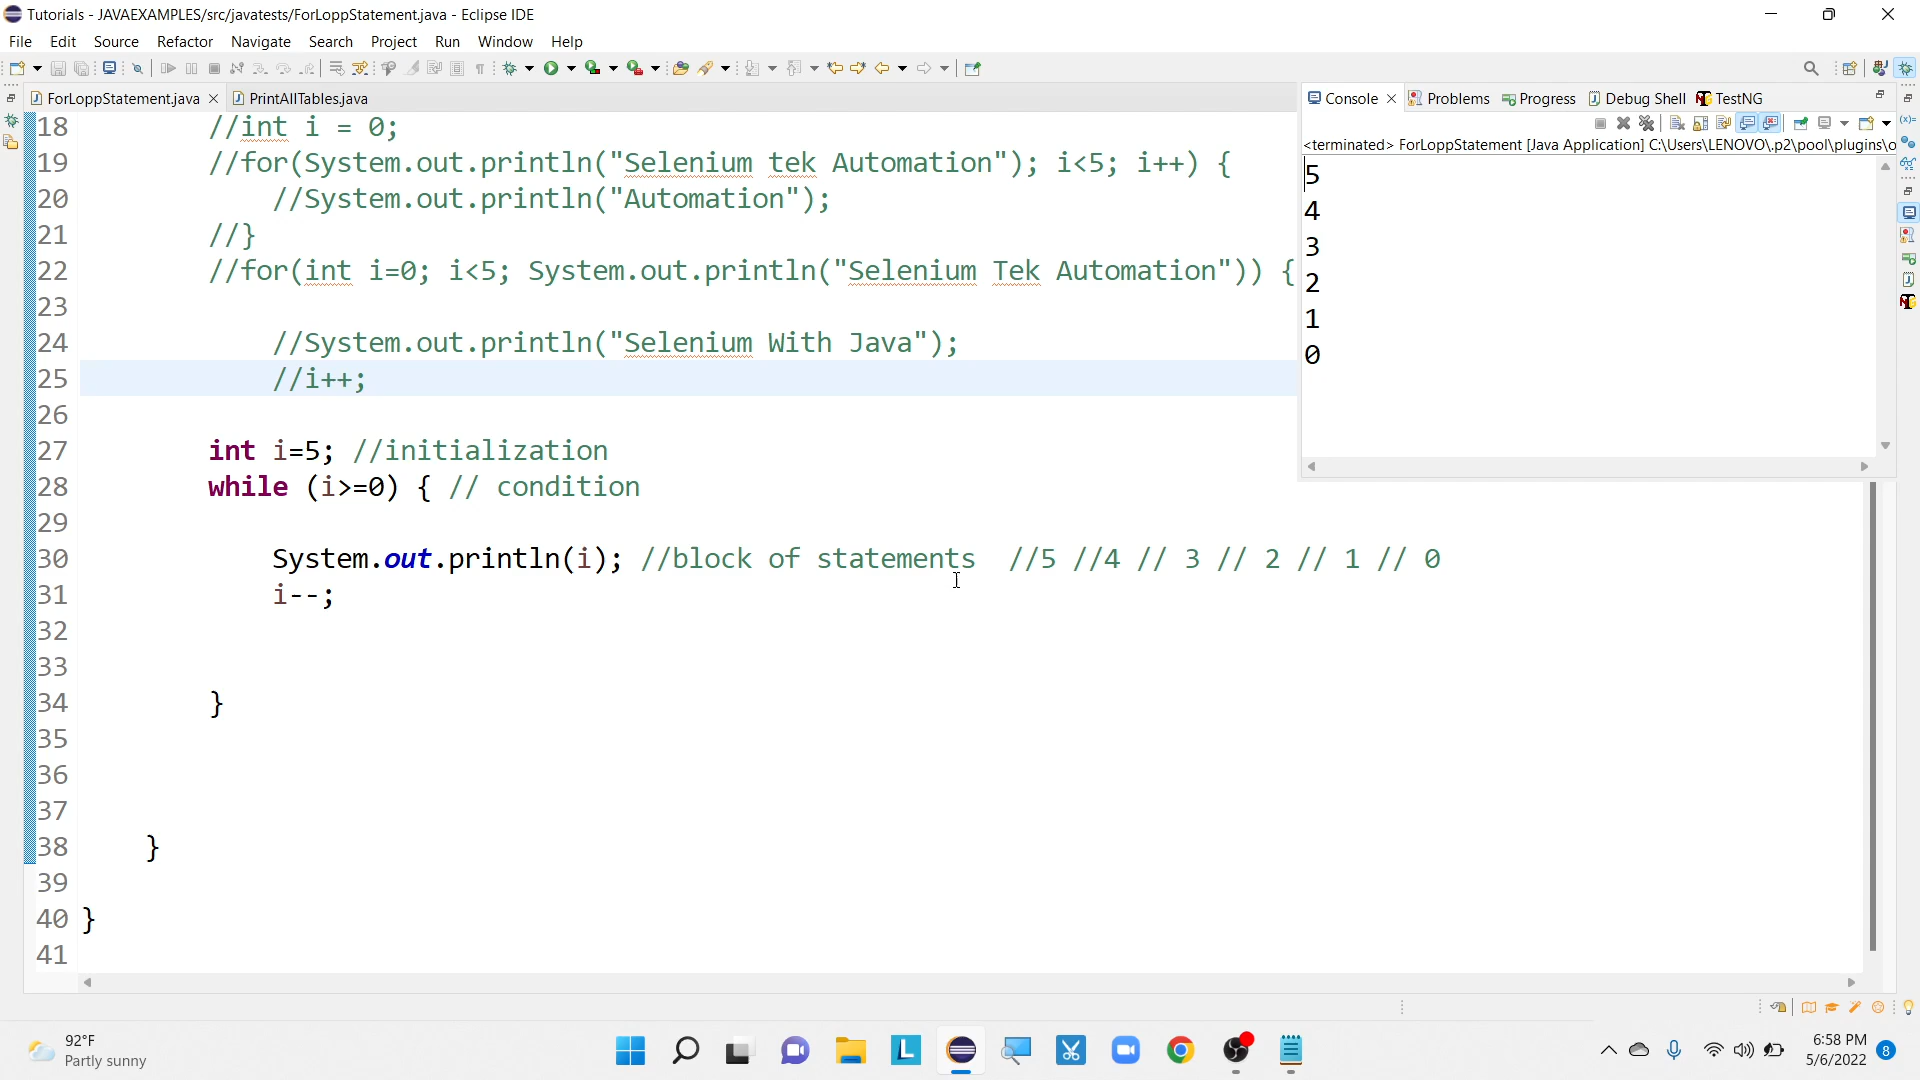 Tutorials - JAVAEXAMPLES/src/javatests/ForLoppStatement.java - Eclipse IDE
File Edit Source Refactor Navigate Search Project Run Window Help
ForLoppStatement.java PrintAllTables.java
Console Problems Progress Debug Shell TestNG
<terminated> ForLoppStatement [Java Application] C:\Users\LENOVO\.p2\pool\plugins\o
5
4
3
2
1
0
18 //int i = 0;
19 //for(System.out.println("Selenium tek Automation"); i<5; i++) {
20 //System.out.println("Automation");
21 //}
22 //for(int i=0; i<5; System.out.println("Selenium Tek Automation")) {
23
24 //System.out.println("Selenium With Java");
25 //i++;
26
27 int i=5; //initialization
28 while (i>=0) { // condition
29
30 System.out.println(i); //block of statements  //5 //4 // 3 // 2 // 1 // 0
31 i--;
32
33
34 }
35
36
37
38 }
39
40 }
41
92°F
Partly sunny
6:58 PM
5/6/2022
8